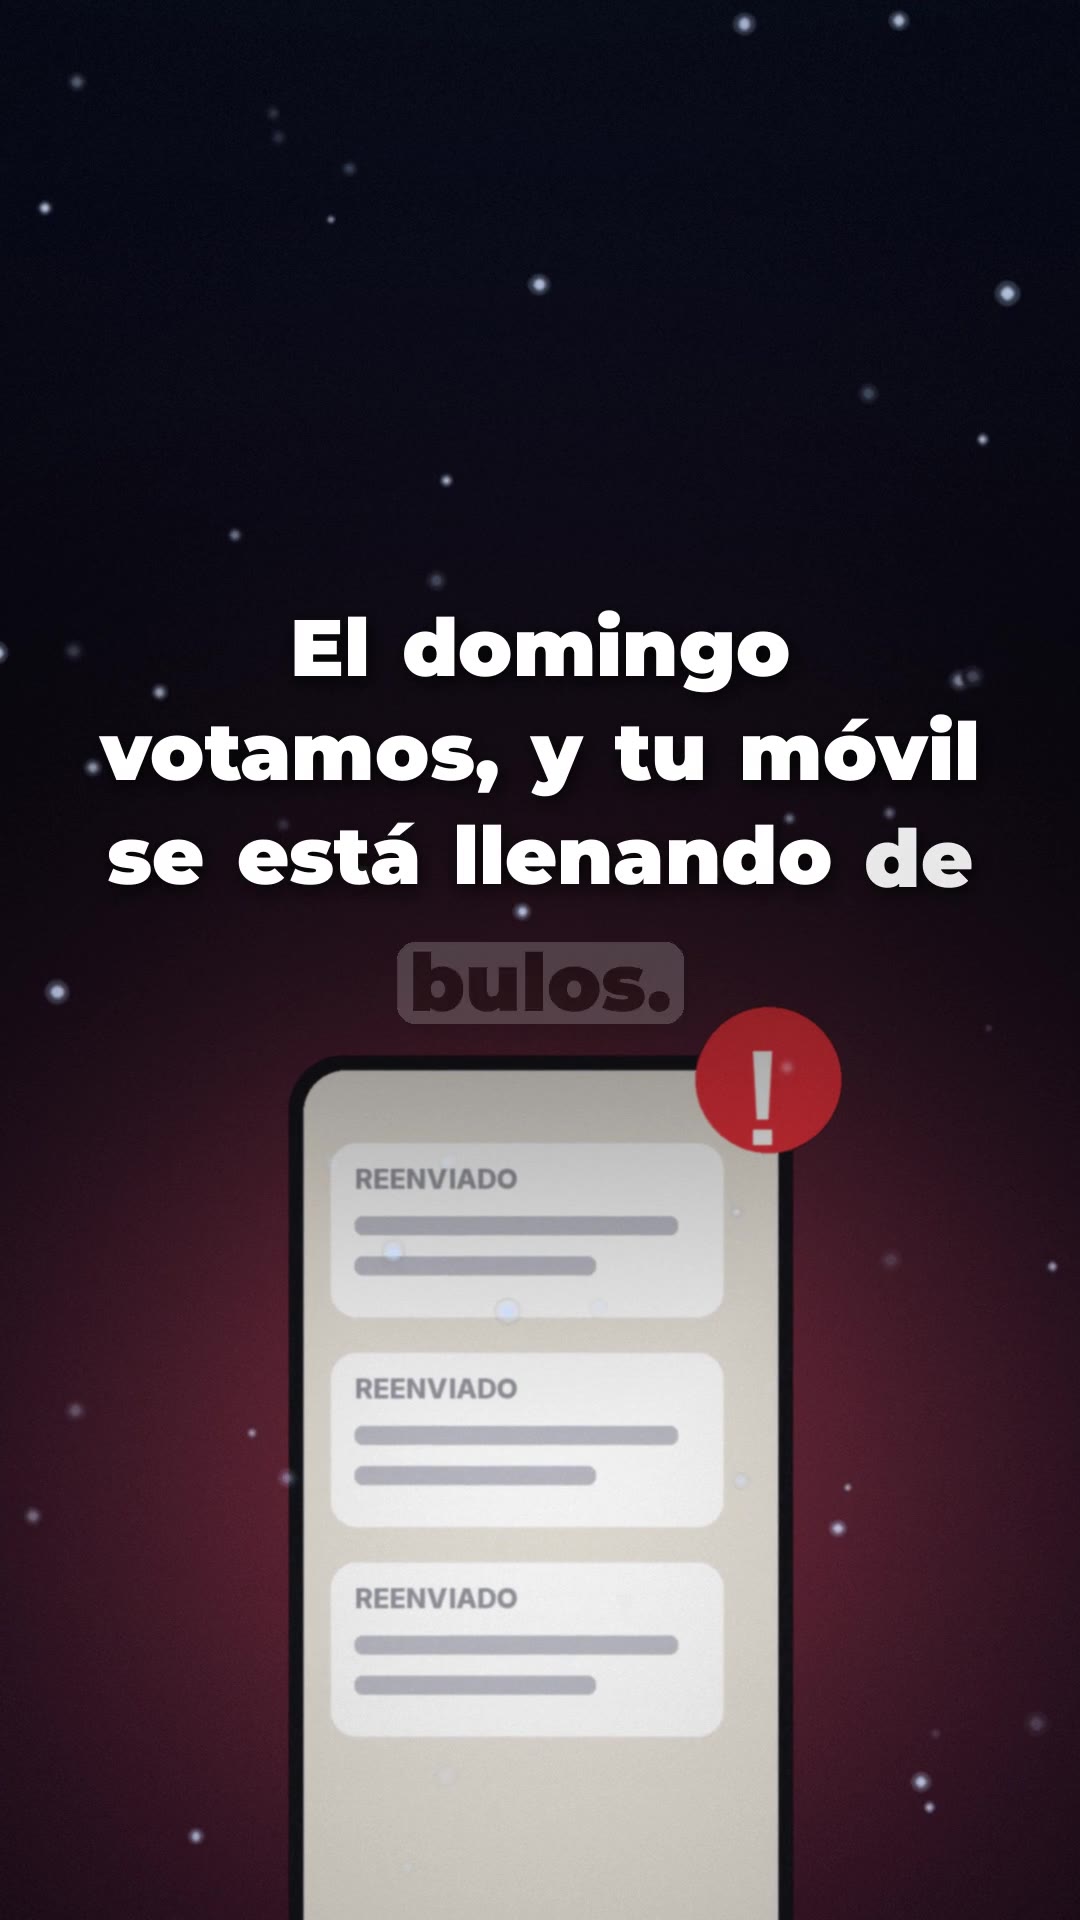 El domingo
votamos, y tu móvil
se está llenando de
bulos.
!
REENVIADO
REENVIADO
REENVIADO